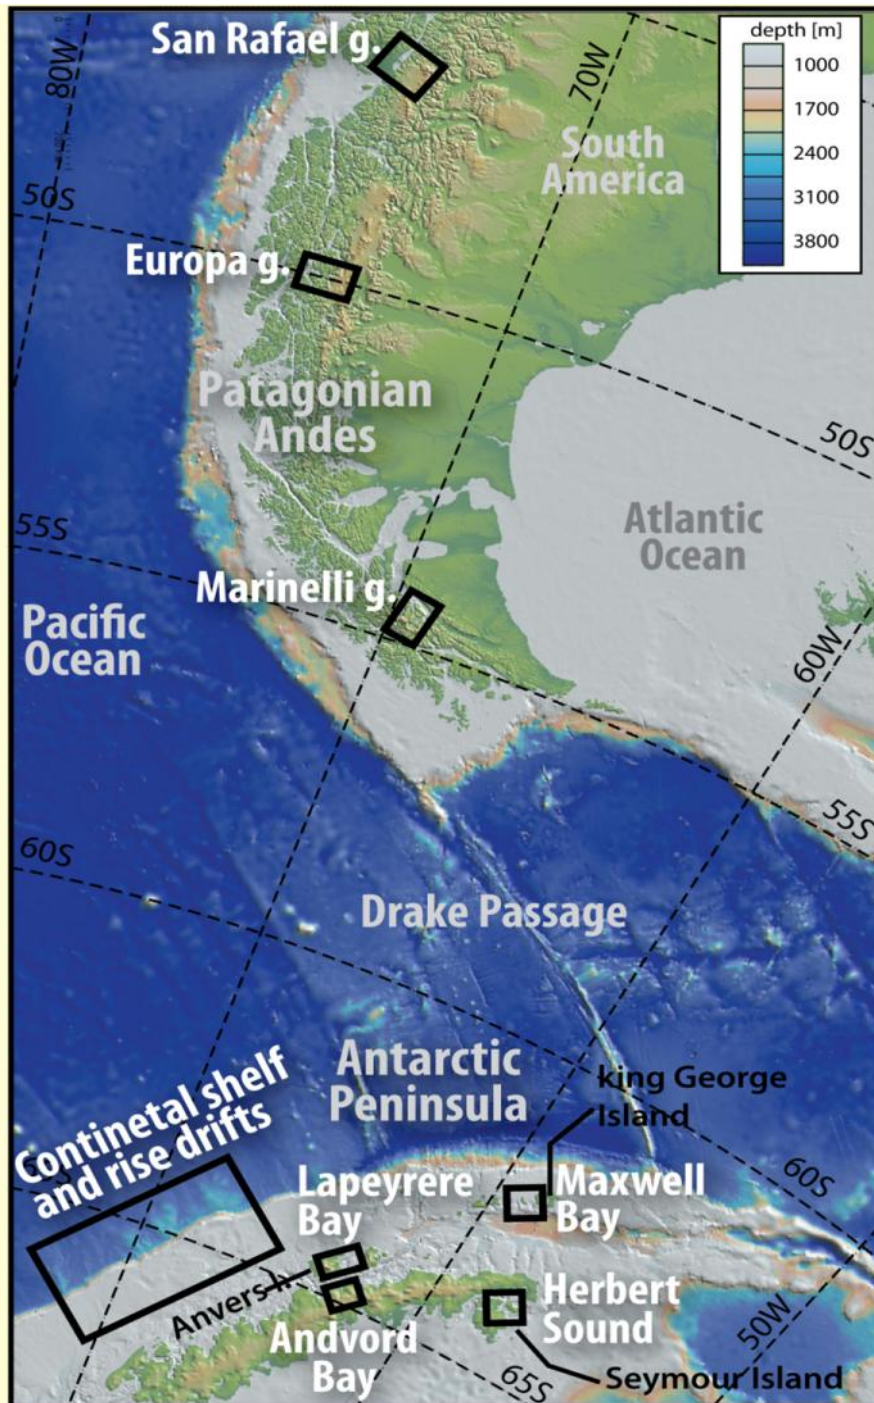 80W
San Rafael g.
70W
depth [m]
1000
1700
2400
3100
3800
South
America
50S
Europa g.
Patagonian
Andes
50S
55S
Atlantic
Ocean
Marinelli g.
Pacific
Ocean
60W
55S
60S
Drake Passage
Antarctic
Peninsula
king George
Island
Continetal shelf
and rise drifts
Lapeyrere
Bay
Maxwell
Bay
60S
Anvers
Andvord
Bay
Herbert
Sound
50W
65S
Seymour Island